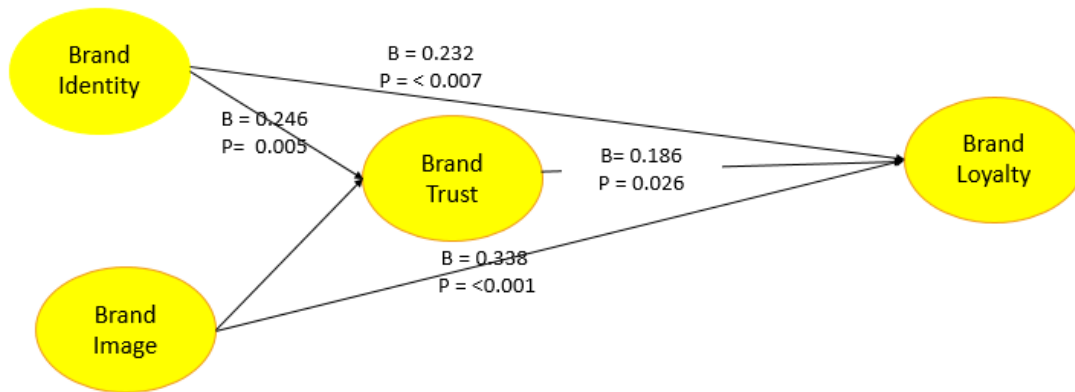 Brand
Identity
B = 0.232
P = < 0.007
B = 0.246
P=  0.005
Brand
Trust
B= 0.186
P = 0.026
Brand
Loyalty
B = 0.338
P = <0.001
Brand
Image